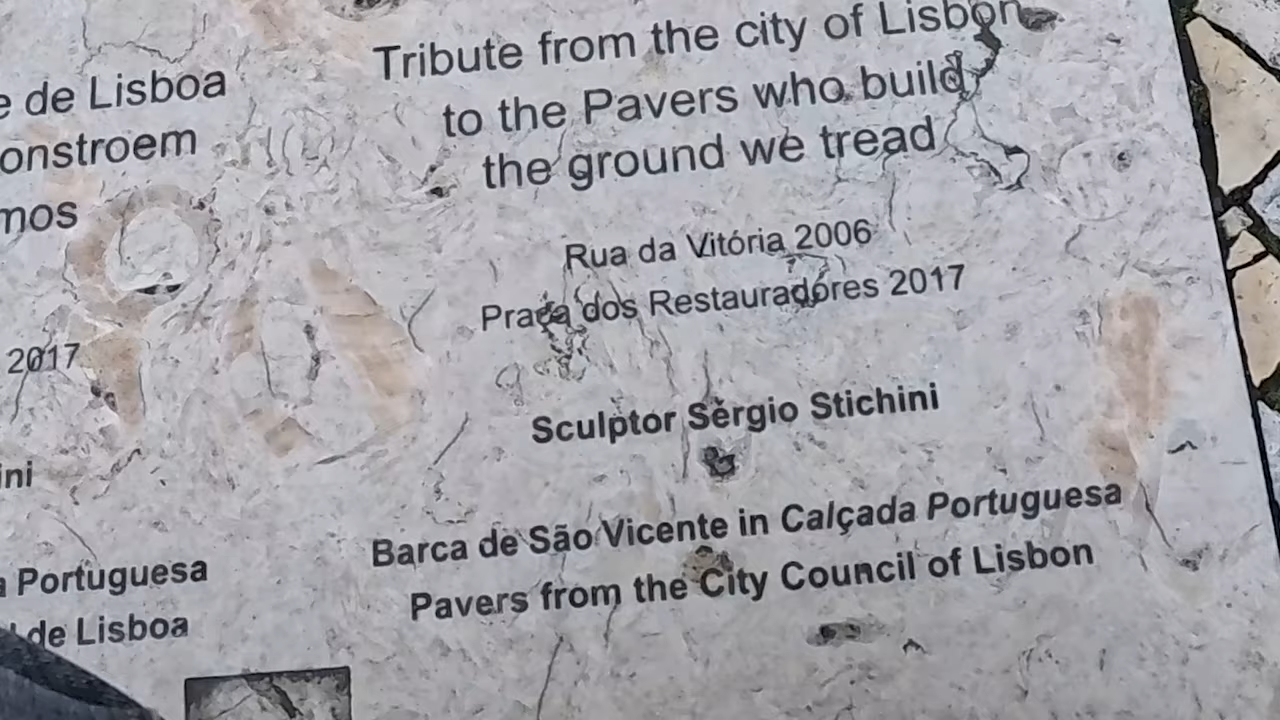 e de Lisboa
onstroem
mos
2017
ini
a Portuguesa
de Lisboa
Tribute from the city of Lisbon
to the Pavers who build
the ground we tread
Rua da Vitória 2006
Praça dos Restauradores 2017
Sculptor Sérgio Stichini
Barca de São Vicente in Calçada Portuguesa
Pavers from the City Council of Lisbon